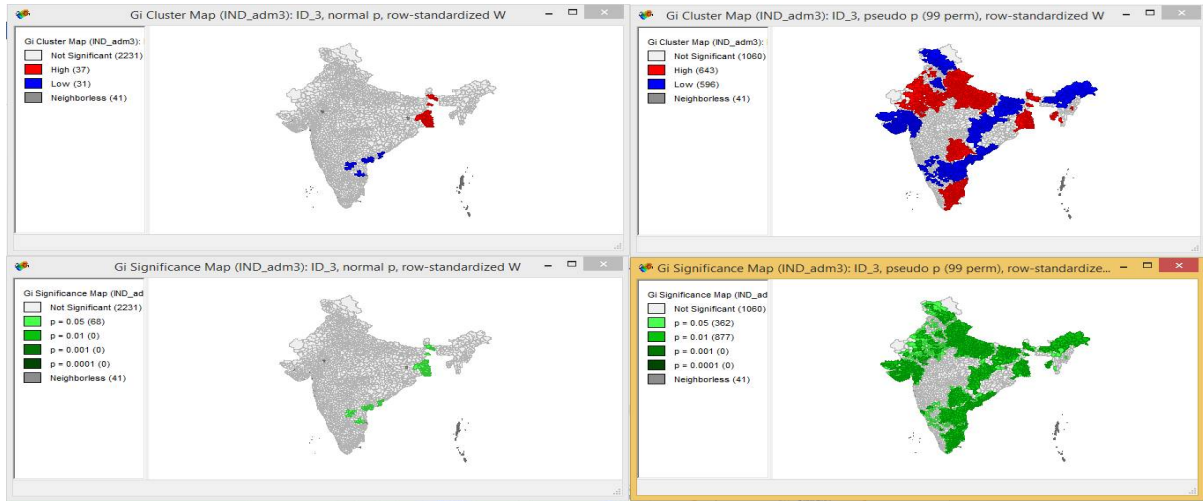 Gi Cluster Map (IND_adm3): ID_3, normal p, row-standardized W
Gi Cluster Map (IND_adm3):
Not Significant (2231)
High (37)
Low (31)
Neighborless (41)
Gi Cluster Map (IND_adm3): ID_3, pseudo p (99 perm), row-standardized W
Gi Cluster Map (IND_adm3):
Not Significant (1060)
High (643)
Low (596)
Neighborless (41)
Gi Significance Map (IND_adm3): ID_3, normal p, row-standardized W
Gi Significance Map (IND_ad
Not Significant (2231)
p = 0.05 (68)
p = 0.01 (0)
p = 0.001 (0)
p = 0.0001 (0)
Neighborless (41)
Gi Significance Map (IND_adm3): ID_3, pseudo p (99 perm), row-standardize...
Gi Significance Map (IND_ad
Not Significant (1060)
p = 0.05 (362)
p = 0.01 (877)
p = 0.001 (0)
p = 0.0001 (0)
Neighborless (41)